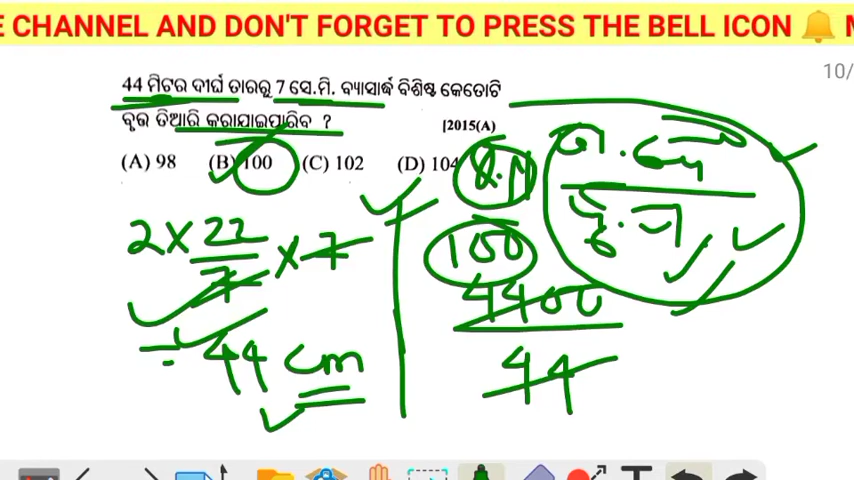 E CHANNEL AND DON'T FORGET TO PRESS THE BELL ICON 🔔 M
10/
44 ମିଟର ଦୀର୍ଘ ତାରରୁ 7 ସେ.ମି. ବ୍ୟାସାର୍ଦ୍ଧ ବିଶିଷ୍ଟ କେତୋଟି
ବୃତ୍ତ ତିଆରି କରାଯାଇପାରିବ ? [2015(A)
(A) 98 (B) 100 (C) 102 (D) 104
2 × 22/7 × 7
= 44 cm
100
4400
44